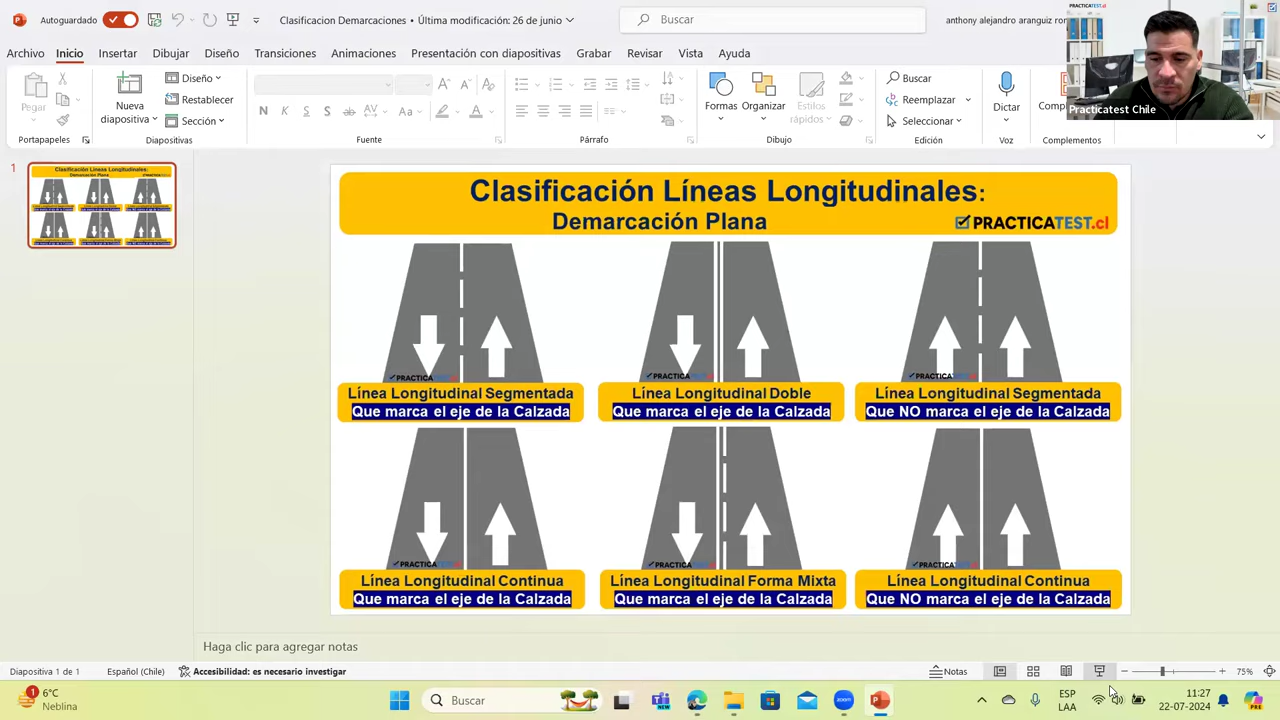 Autoguardado
Clasificacion Demarcaciones • Última modificación: 26 de junio
Buscar
PRACTICATEST.cl
Archivo Inicio Insertar Dibujar Diseño Transiciones Animaciones Presentación con diapositivas Grabar Revisar Vista Ayuda
Practicatest Chile
Pegar
Nueva diapositiva
Diseño
Restablecer
Sección
N K S
Aa
Formas
Organizar
Estilos rápidos
Buscar
Reemplazar
Seleccionar
Dictar
Portapapeles
Diapositivas
Fuente
Párrafo
Dibujo
Edición
Voz
Complementos
1
Clasificación Líneas Longitudinales:
Demarcación Plana
PRACTICATEST.cl
Línea Longitudinal Segmentada
Que marca el eje de la Calzada
Línea Longitudinal Doble
Que marca el eje de la Calzada
Línea Longitudinal Segmentada
Que NO marca el eje de la Calzada
Línea Longitudinal Continua
Que marca el eje de la Calzada
Línea Longitudinal Forma Mixta
Que marca el eje de la Calzada
Línea Longitudinal Continua
Que NO marca el eje de la Calzada
Haga clic para agregar notas
Diapositiva 1 de 1
Español (Chile)
Accesibilidad: es necesario investigar
Notas
75%
6°C
Neblina
Buscar
ESP
LAA
11:27
22-07-2024